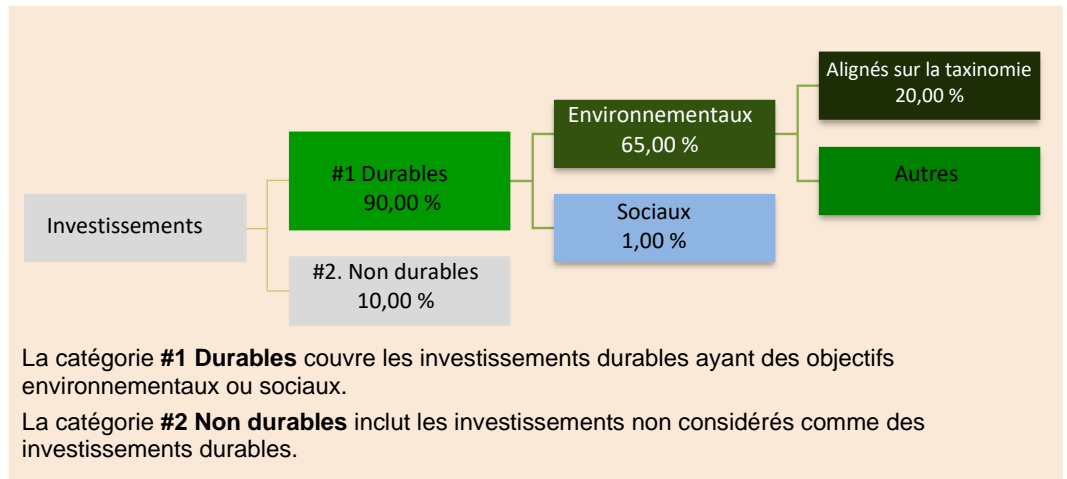 Investissements
#1 Durables
90,00 %
#2. Non durables
10,00 %
Environnementaux
65,00 %
Sociaux
1,00 %
Alignés sur la taxinomie
20,00 %
Autres
La catégorie #1 Durables couvre les investissements durables ayant des objectifs
environnementaux ou sociaux.
La catégorie #2 Non durables inclut les investissements non considérés comme des
investissements durables.